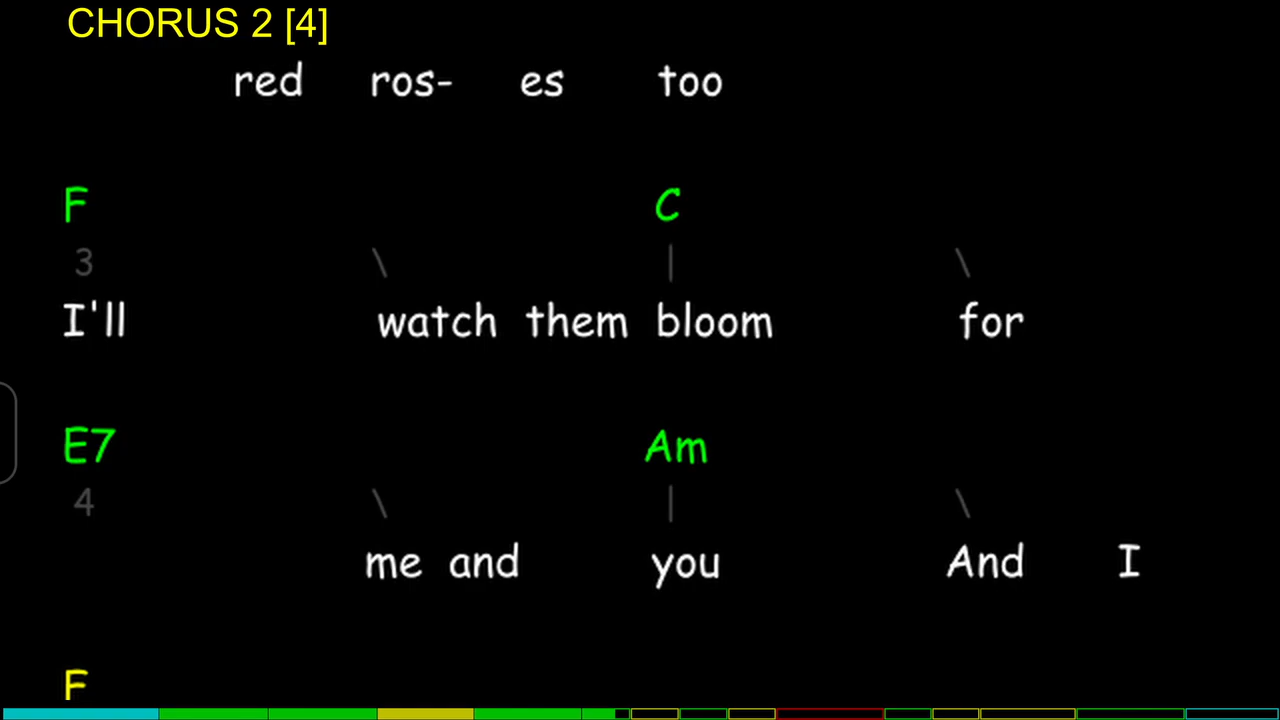 CHORUS 2 [4]
red ros- es too
F C
3 \ | \
I'll watch them bloom for
E7 Am
4 \ | \
me and you And I
F